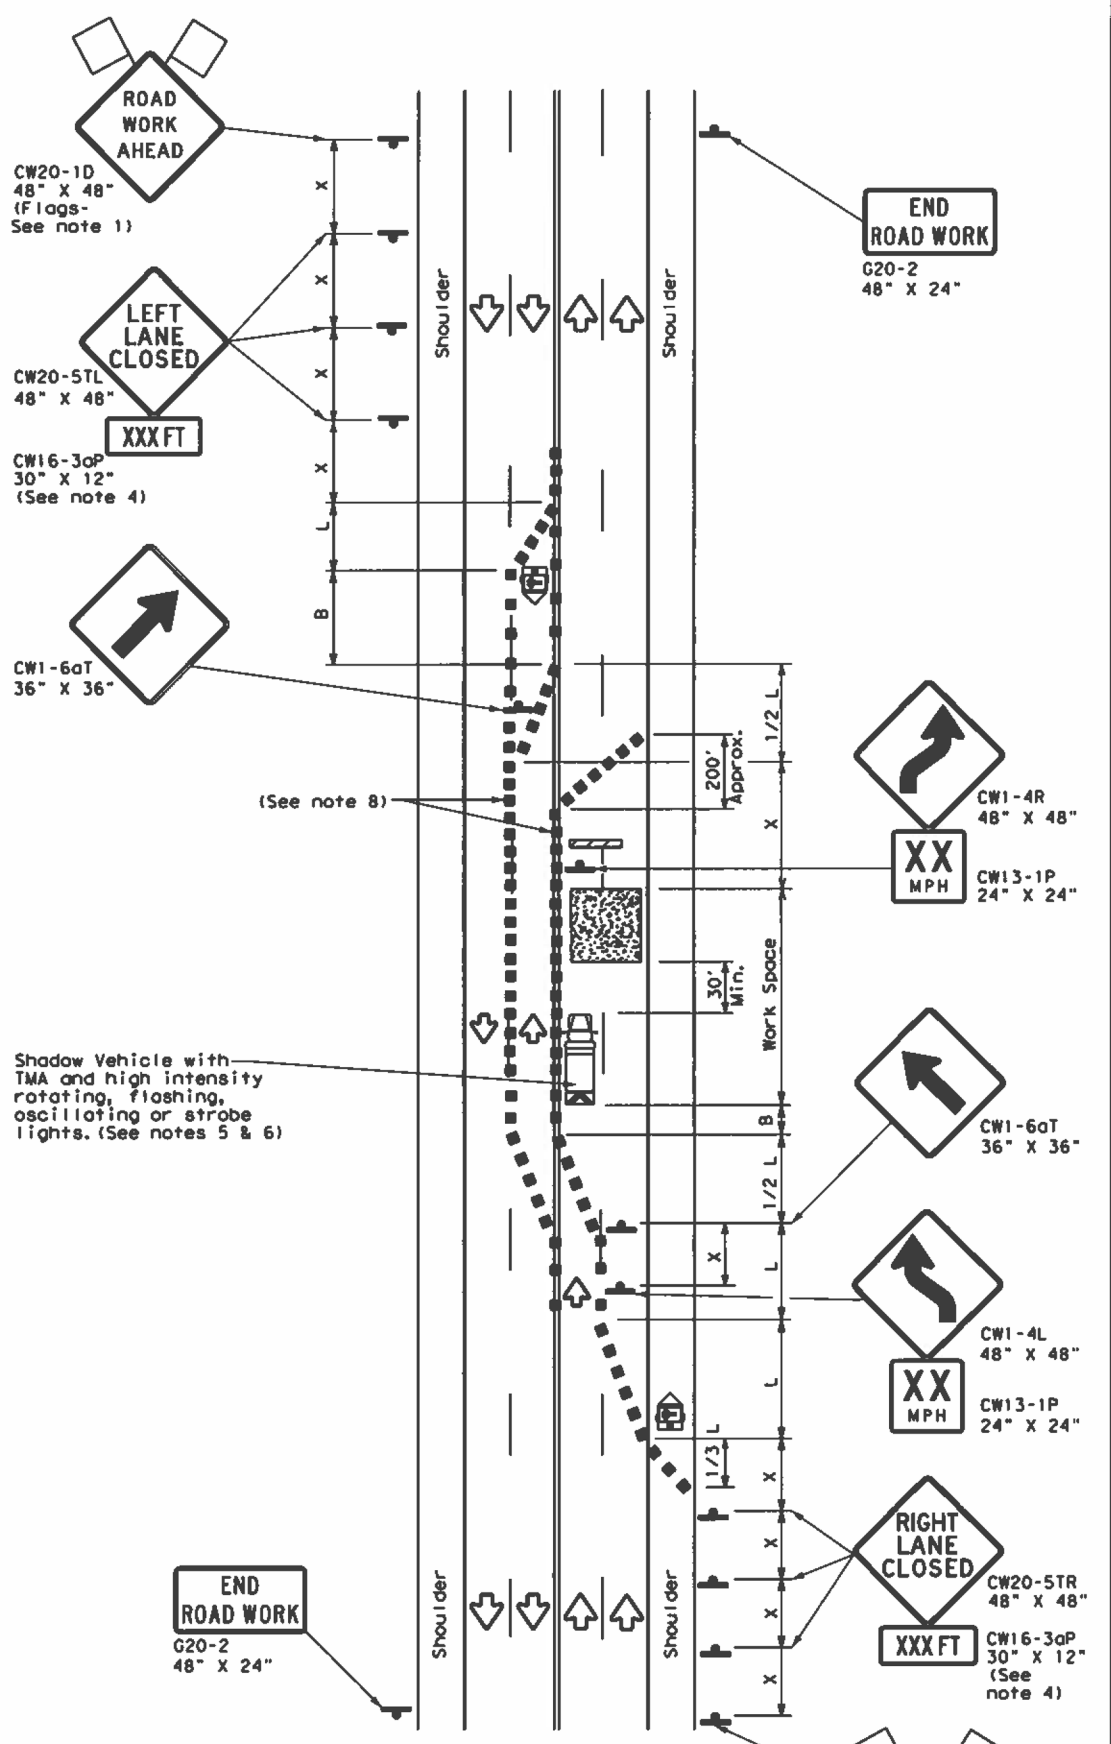 ROAD
WORK
AHEAD
CW20-1D
48" X 48"
(Flags-
See note 1)
X
END
ROAD WORK
G20-2
48" X 24"
X
Shoulder
Shoulder
LEFT
LANE
CLOSED
CW20-5TL
48" X 48"
XXX FT
CW16-3aP
30" X 12"
(See note 4)
X
X
L
B
CW1-6aT
36" X 36"
1/2 L
200'
Approx.
X
CW1-4R
48" X 48"
XX
MPH
CW13-1P
24" X 24"
(See note 8)
30'
Min.
Work Space
Shadow Vehicle with
TMA and high intensity
rotating, flashing,
oscillating or strobe
lights. (See notes 5 & 6)
B
1/2 L
CW1-6aT
36" X 36"
X
L
CW1-4L
48" X 48"
XX
MPH
CW13-1P
24" X 24"
L
1/3 L
X
X
X
X
RIGHT
LANE
CLOSED
CW20-5TR
48" X 48"
XXX FT
CW16-3aP
30" X 12"
(See
note 4)
Shoulder
Shoulder
END
ROAD WORK
G20-2
48" X 24"